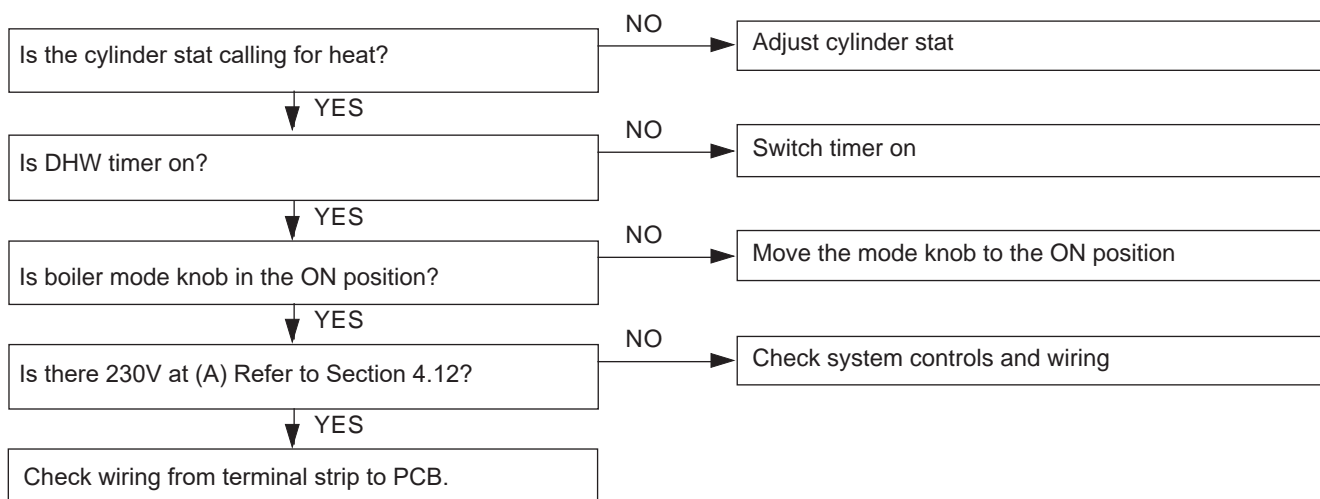 Is the cylinder stat calling for heat?
NO
Adjust cylinder stat
YES
Is DHW timer on?
NO
Switch timer on
YES
Is boiler mode knob in the ON position?
NO
Move the mode knob to the ON position
YES
Is there 230V at (A) Refer to Section 4.12?
NO
Check system controls and wiring
YES
Check wiring from terminal strip to PCB.